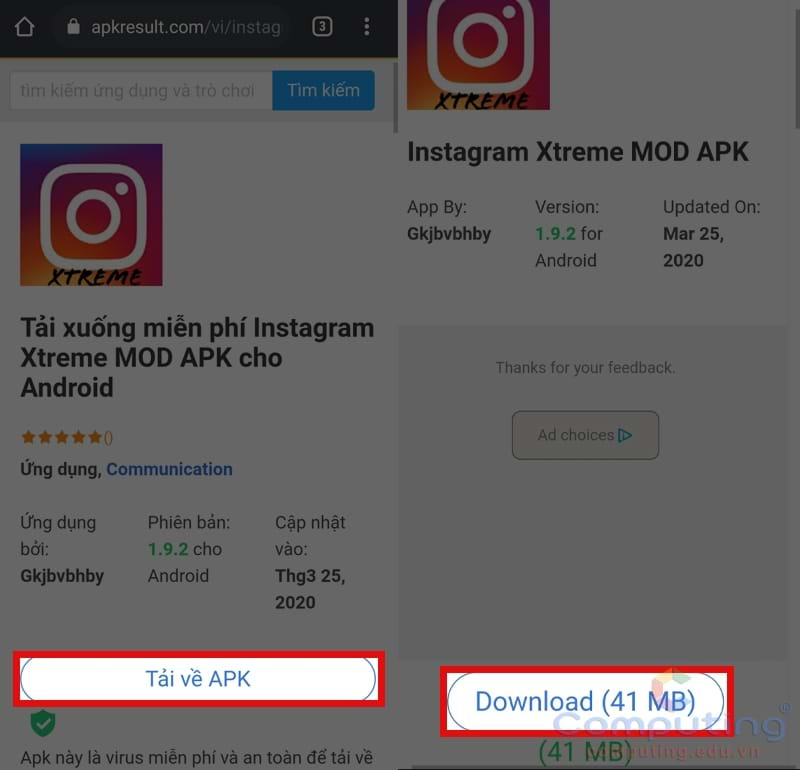 apkresult.com/vi/instag
3
tìm kiếm ứng dụng và trò chơi
Tìm kiếm
XTREME
Tải xuống miễn phí Instagram
Xtreme MOD APK cho
Android
()
Ứng dụng, Communication
Ứng dụng
bởi:
Gkjbvbhby
Phiên bản:
1.9.2 cho
Android
Cập nhật
vào:
Thg3 25,
2020
Tải về APK
Apk này là virus miễn phí và an toàn để tải về
XTREME
Instagram Xtreme MOD APK
App By:
Gkjbvbhby
Version:
1.9.2 for
Android
Updated On:
Mar 25,
2020
Thanks for your feedback.
Ad choices
Download (41 MB)
(41 MB)
Computing®
computing.edu.vn